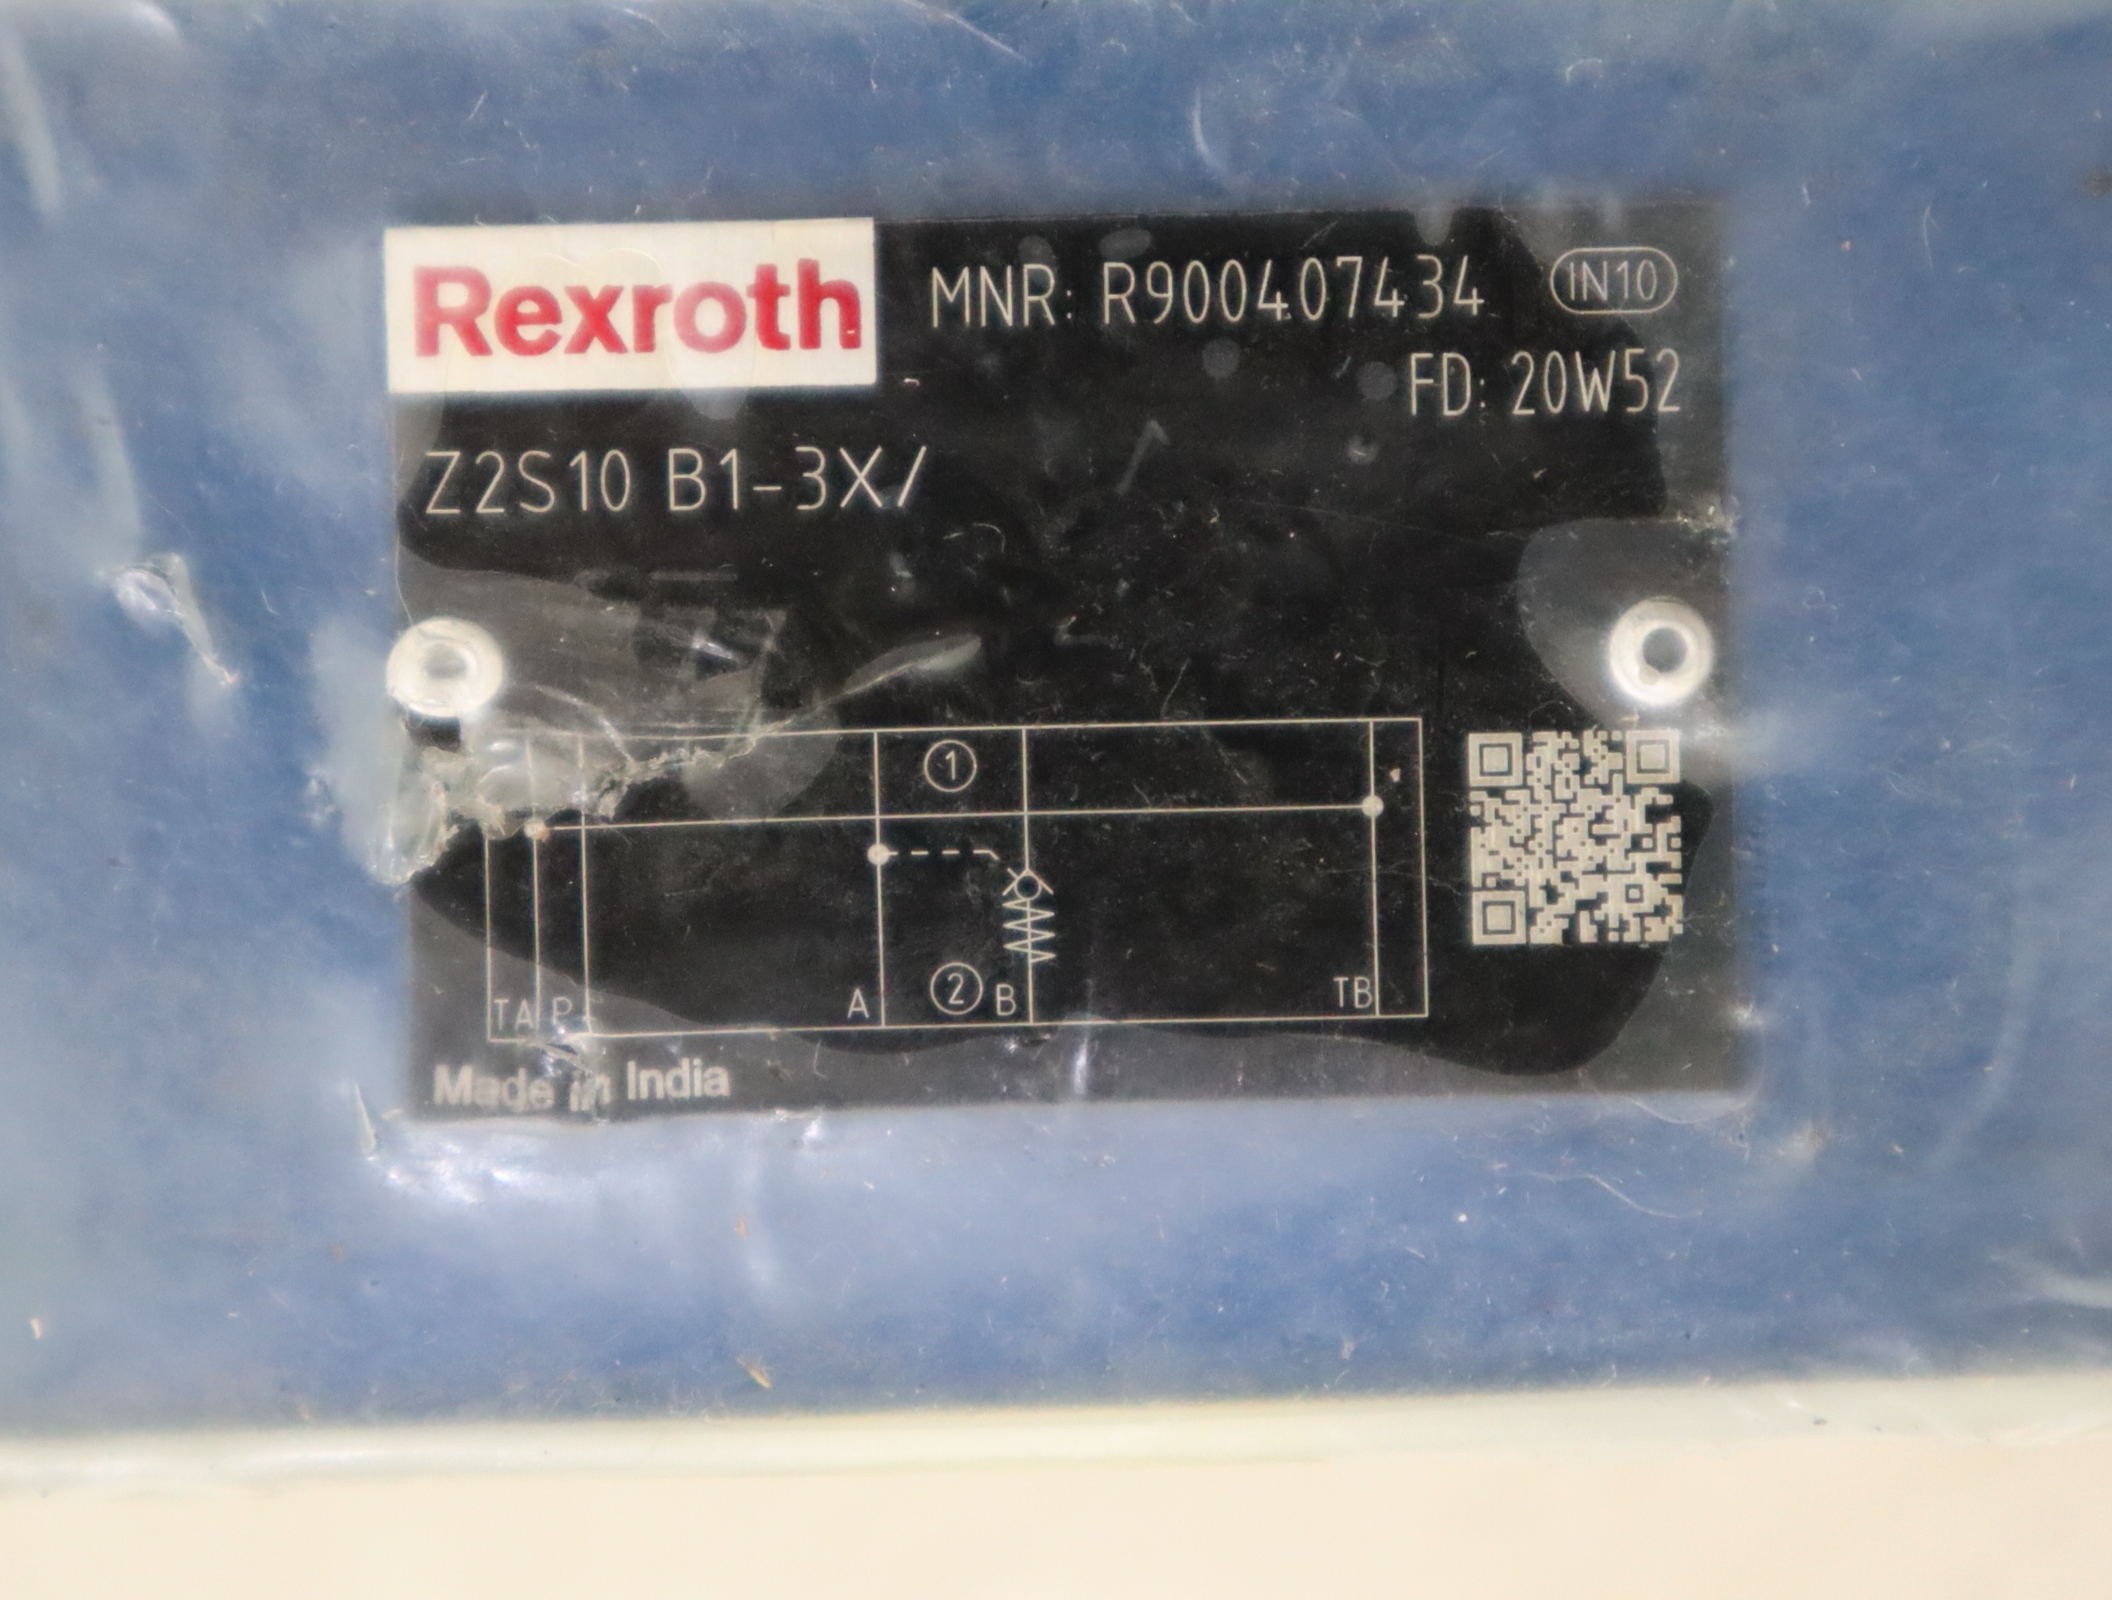 Rexroth
MNR: R900407434 IN10
FD: 20W52
Z2S10 B1-3X/
1
2
TA P A B TB
Made in India